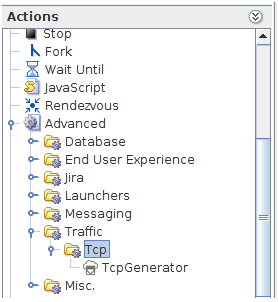 Actions
Stop
Fork
Wait Until
JavaScript
Rendezvous
Advanced
Database
End User Experience
Jira
Launchers
Messaging
Traffic
Tcp
TcpGenerator
Misc.